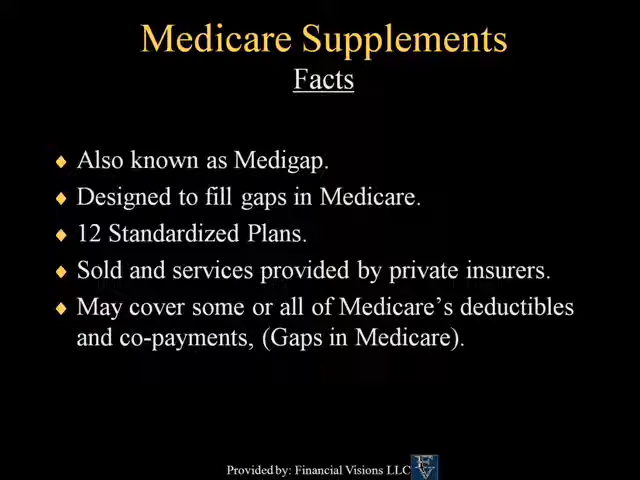 Medicare Supplements
Facts
Also known as Medigap.
Designed to fill gaps in Medicare.
12 Standardized Plans.
Sold and services provided by private insurers.
May cover some or all of Medicare's deductibles
and co-payments, (Gaps in Medicare).
Provided by: Financial Visions LLC